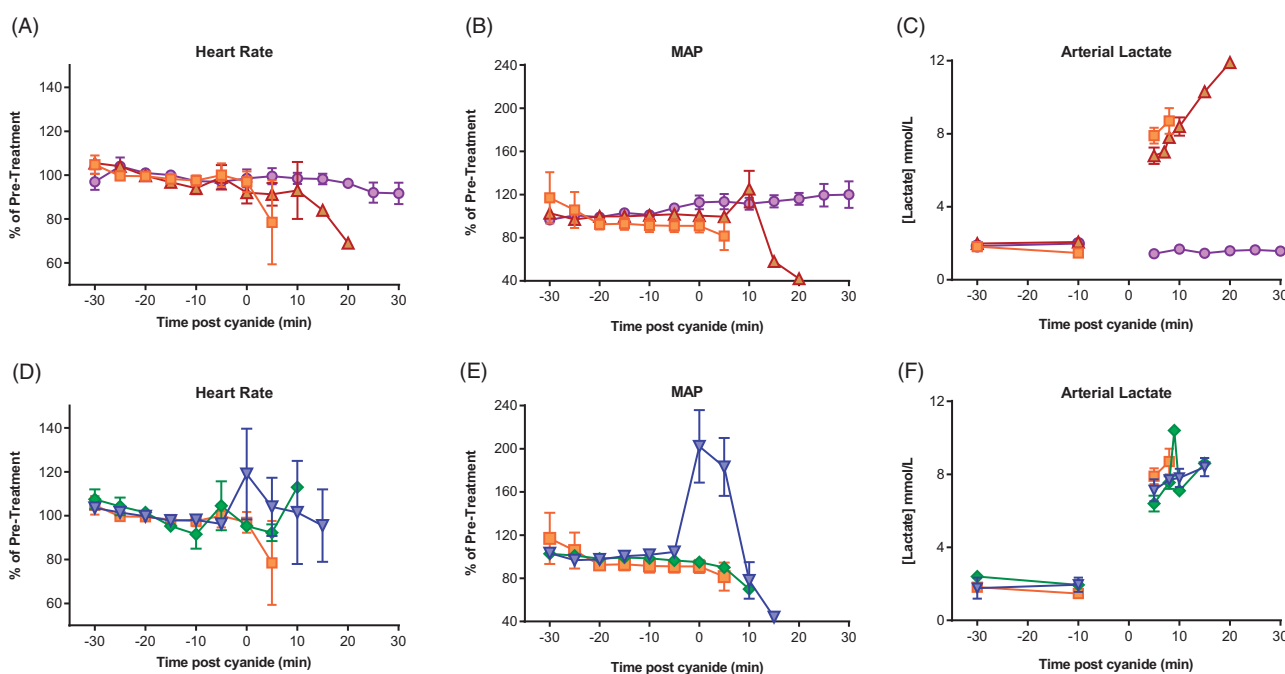 (A)
Heart Rate
% of Pre-Treatment
140
120
100
80
60
-30 -20 -10 0 10 20 30
Time post cyanide (min)
(B)
MAP
% of Pre-Treatment
240
200
160
120
80
40
-30 -20 -10 0 10 20 30
Time post cyanide (min)
(C)
Arterial Lactate
[Lactate] mmol/L
12
8
4
0
-30 -20 -10 0 10 20 30
Time post cyanide (min)
(D)
Heart Rate
% of Pre-Treatment
140
120
100
80
60
-30 -20 -10 0 10 20 30
Time post cyanide (min)
(E)
MAP
% of Pre-Treatment
240
200
160
120
80
40
-30 -20 -10 0 10 20 30
Time post cyanide (min)
(F)
Arterial Lactate
[Lactate] mmol/L
12
8
4
0
-30 -20 -10 0 10 20 30
Time post cyanide (min)